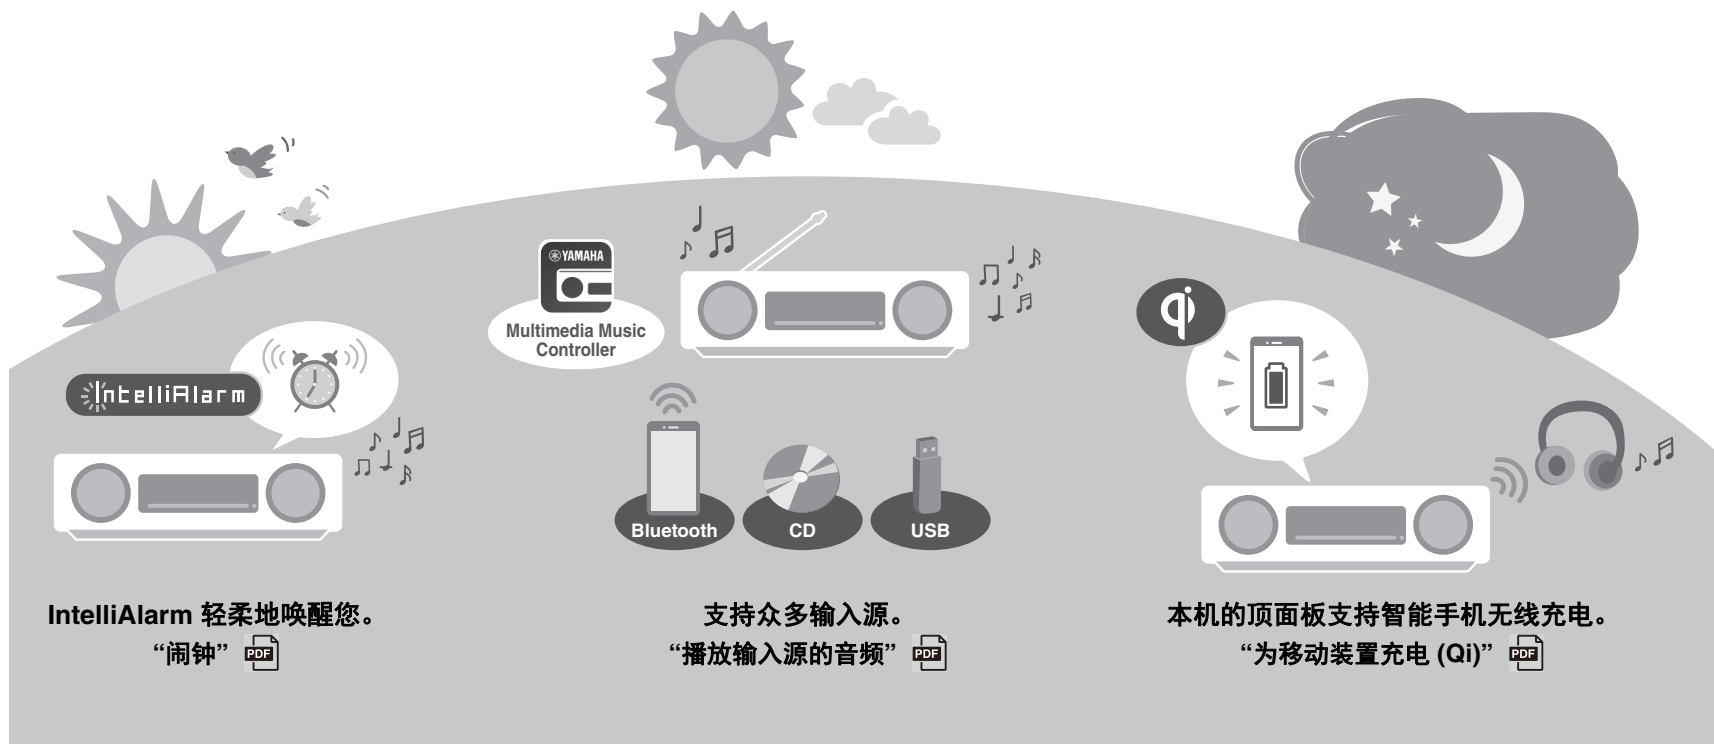 YAMAHA
Multimedia Music
Controller
IntelliAlarm
qi
Bluetooth
CD
USB
IntelliAlarm 轻柔地唤醒您。
“闹钟” PDF
支持众多输入源。
“播放输入源的音频” PDF
本机的顶面板支持智能手机无线充电。
“为移动装置充电 (Qi)” PDF